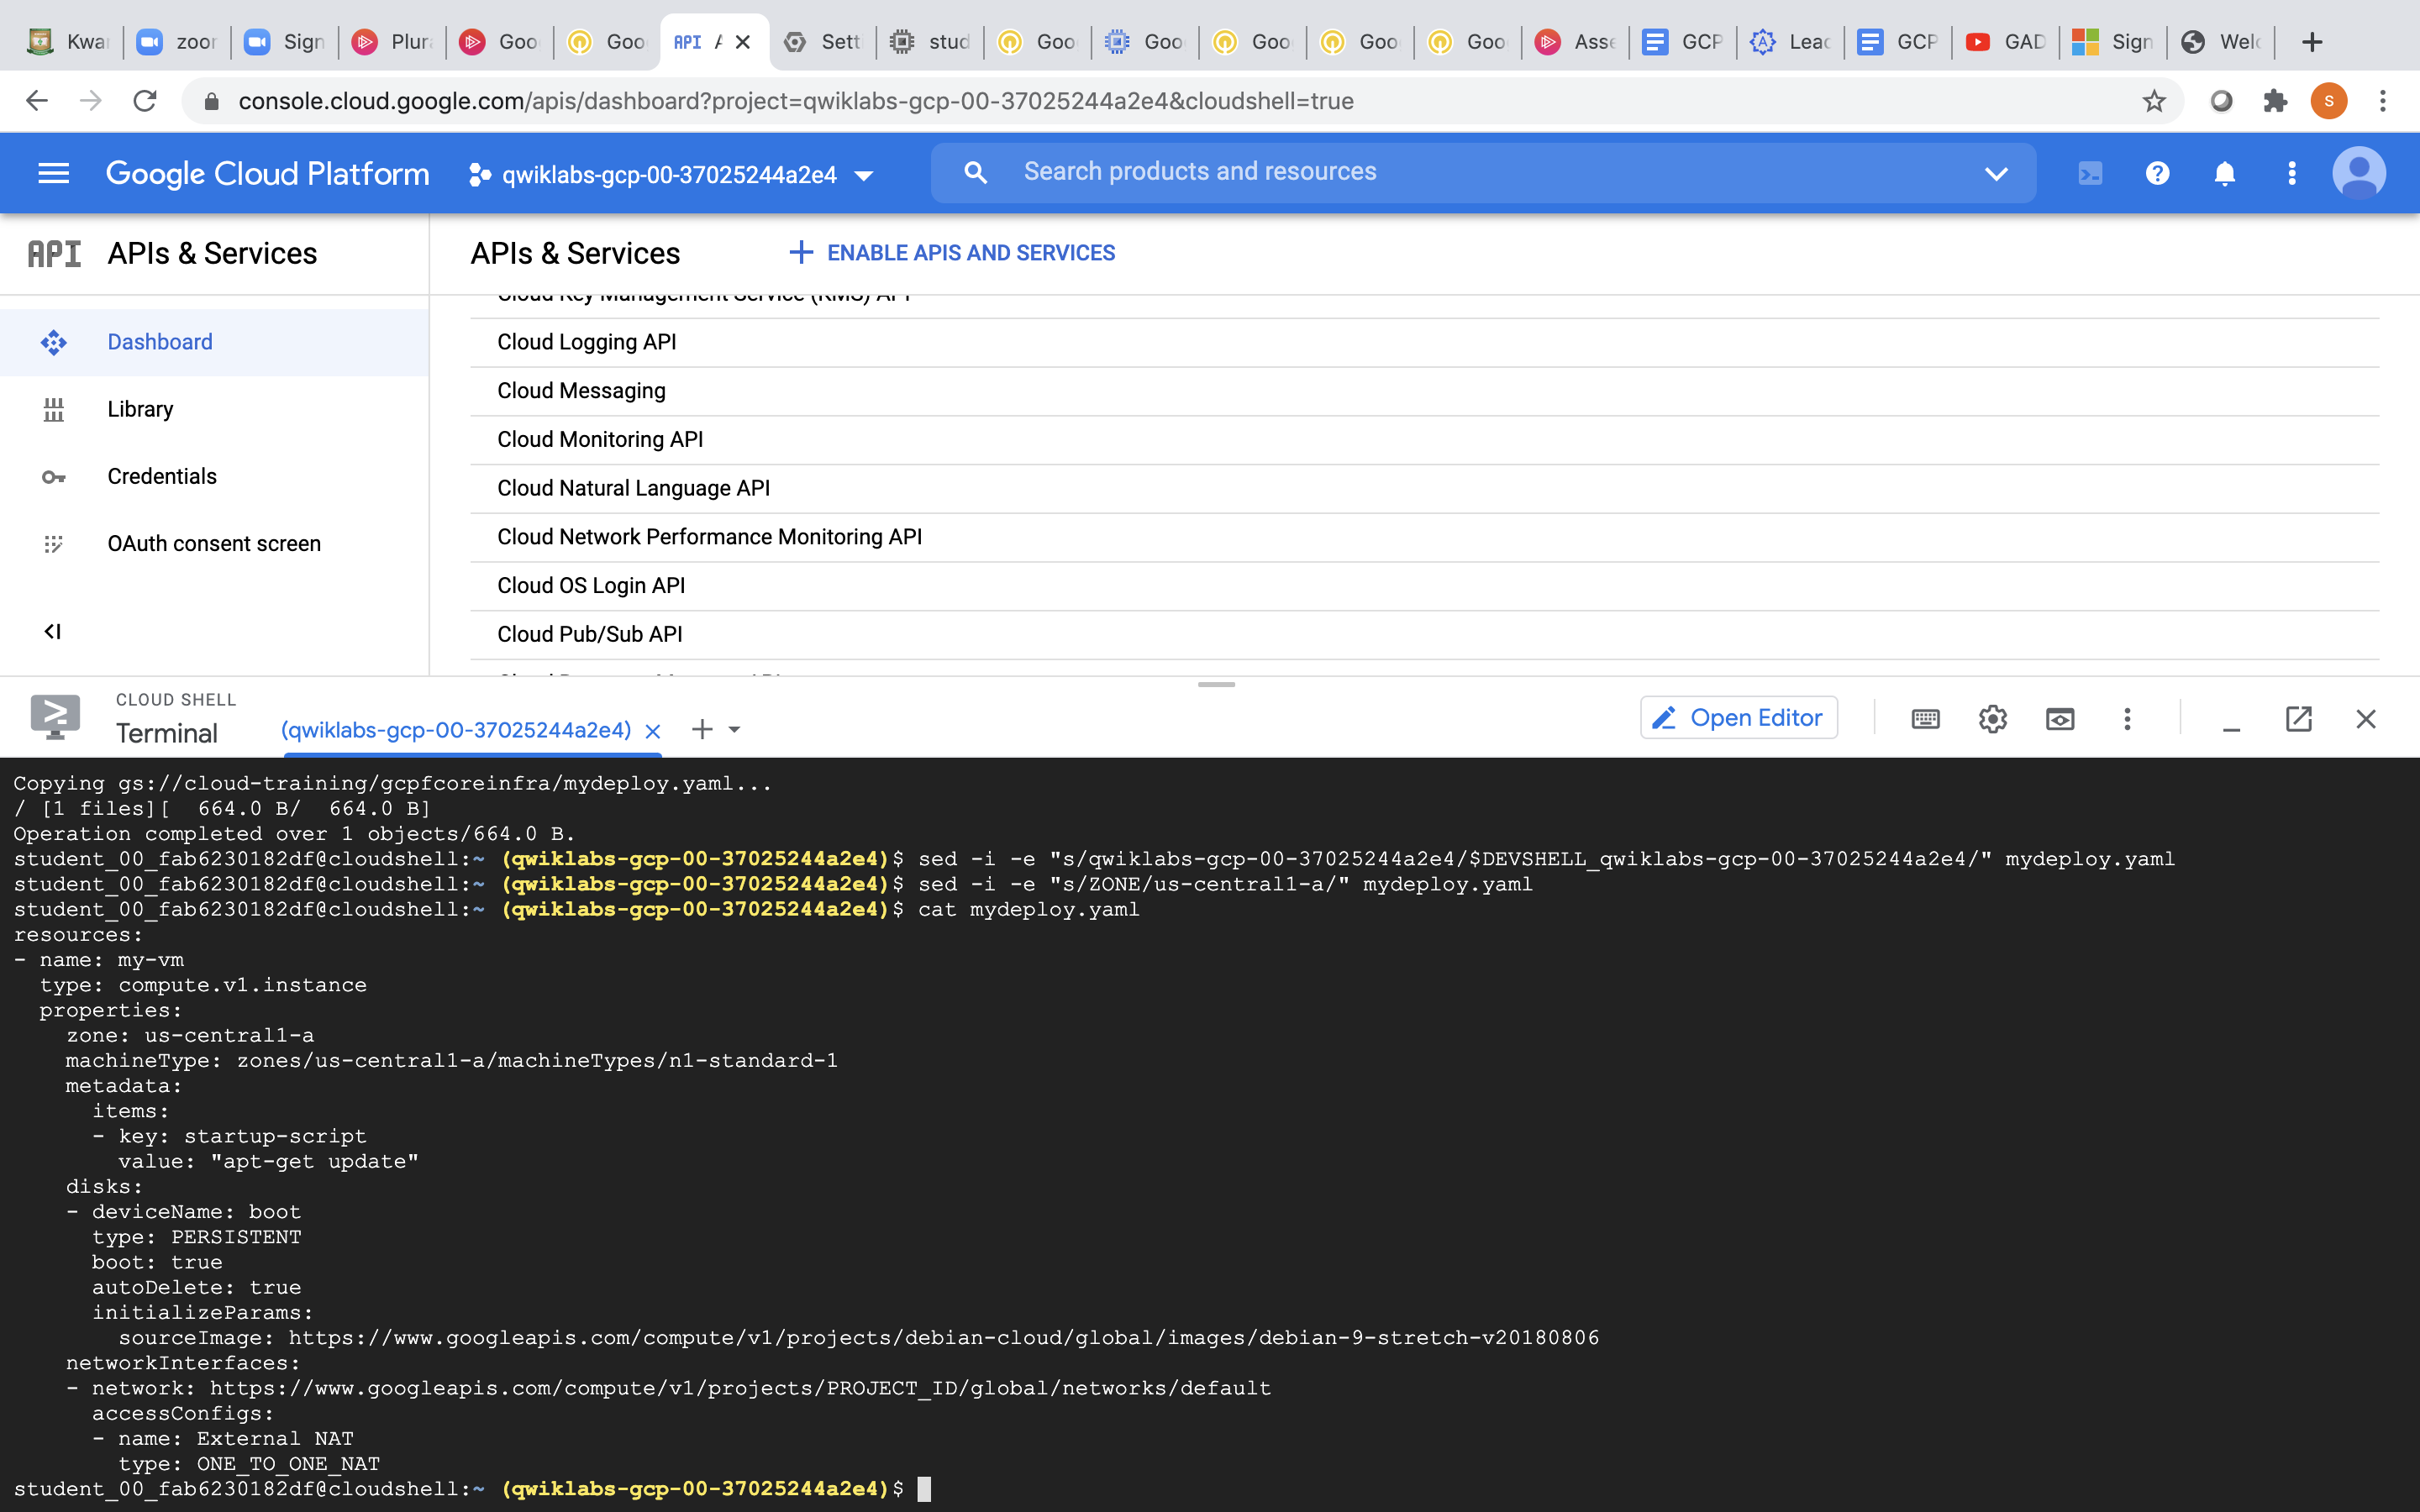 Kwa
zoom
Sign
Plur
Goo
Goo
API A
Sett
stud
Goo
Goo
Goo
Goo
Goo
Asse
GCP
Lead
GCP
GAD
Sign
Welc
console.cloud.google.com/apis/dashboard?project=qwiklabs-gcp-00-37025244a2e4&cloudshell=true
S
Google Cloud Platform
qwiklabs-gcp-00-37025244a2e4
Search products and resources
API APIs & Services
APIs & Services
ENABLE APIS AND SERVICES
Dashboard
Library
Credentials
OAuth consent screen
Cloud Key Management Service (KMS) API
Cloud Logging API
Cloud Messaging
Cloud Monitoring API
Cloud Natural Language API
Cloud Network Performance Monitoring API
Cloud OS Login API
Cloud Pub/Sub API
CLOUD SHELL
Terminal
(qwiklabs-gcp-00-37025244a2e4)
Open Editor
Copying gs://cloud-training/gcpfcoreinfra/mydeploy.yaml...
/ [1 files][  664.0 B/  664.0 B]
Operation completed over 1 objects/664.0 B.
student_00_fab6230182df@cloudshell:~ (qwiklabs-gcp-00-37025244a2e4)$ sed -i -e "s/qwiklabs-gcp-00-37025244a2e4/$DEVSHELL_qwiklabs-gcp-00-37025244a2e4/" mydeploy.yaml
student_00_fab6230182df@cloudshell:~ (qwiklabs-gcp-00-37025244a2e4)$ sed -i -e "s/ZONE/us-central1-a/" mydeploy.yaml
student_00_fab6230182df@cloudshell:~ (qwiklabs-gcp-00-37025244a2e4)$ cat mydeploy.yaml
resources:
- name: my-vm
  type: compute.v1.instance
  properties:
    zone: us-central1-a
    machineType: zones/us-central1-a/machineTypes/n1-standard-1
    metadata:
      items:
      - key: startup-script
        value: "apt-get update"
    disks:
    - deviceName: boot
      type: PERSISTENT
      boot: true
      autoDelete: true
      initializeParams:
        sourceImage: https://www.googleapis.com/compute/v1/projects/debian-cloud/global/images/debian-9-stretch-v20180806
    networkInterfaces:
    - network: https://www.googleapis.com/compute/v1/projects/PROJECT_ID/global/networks/default
      accessConfigs:
      - name: External NAT
        type: ONE_TO_ONE_NAT
student_00_fab6230182df@cloudshell:~ (qwiklabs-gcp-00-37025244a2e4)$